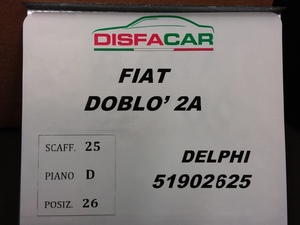 DISFACAR
FIAT
DOBLO' 2A
SCAFF. 25
PIANO D
POSIZ. 26
DELPHI
51902625